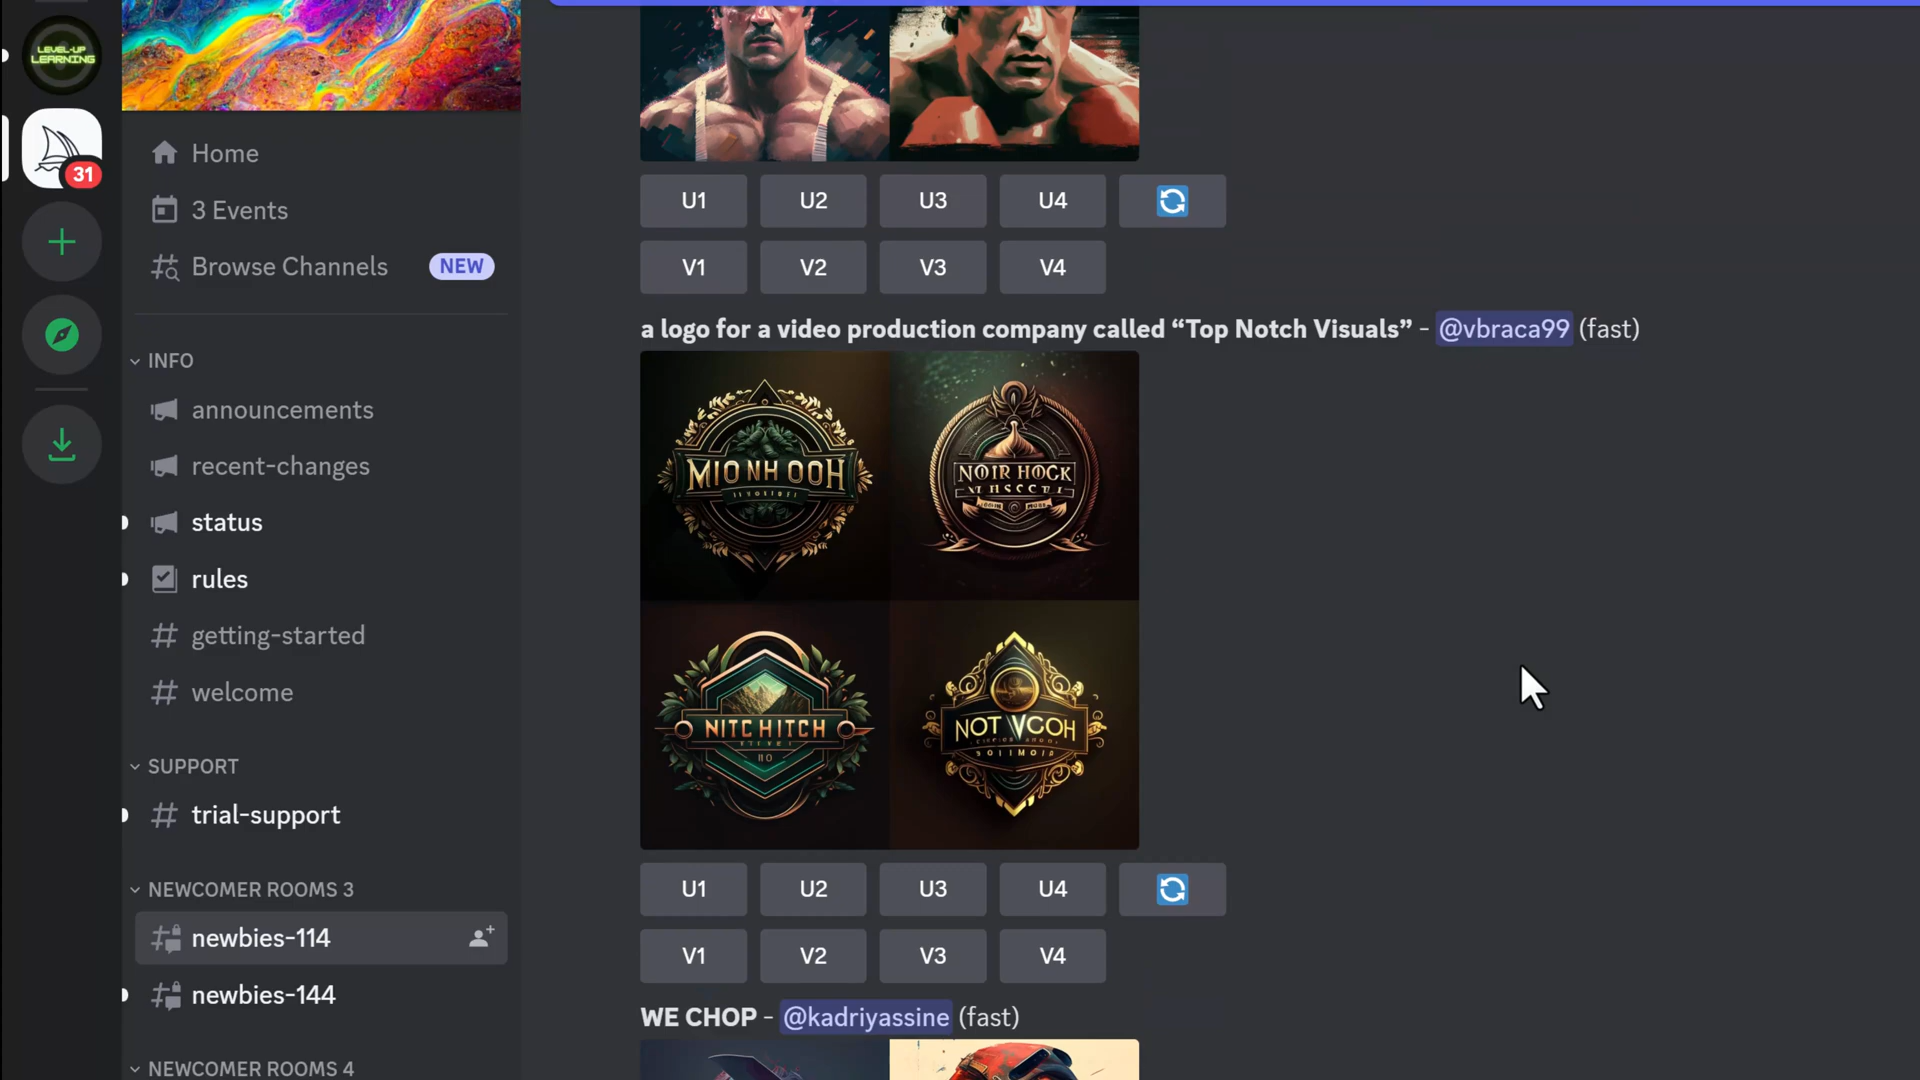 LEVEL-UP
LEARNING
31
Home
3 Events
Browse Channels NEW
INFO
announcements
recent-changes
status
rules
getting-started
welcome
SUPPORT
trial-support
NEWCOMER ROOMS 3
newbies-114
newbies-144
NEWCOMER ROOMS 4
U1 U2 U3 U4
V1 V2 V3 V4
a logo for a video production company called “Top Notch Visuals” - @vbraca99 (fast)
MIO NH OOH
NOIR HOCK
NITC HITCH
NOT VCOH
U1 U2 U3 U4
V1 V2 V3 V4
WE CHOP - @kadriyassine (fast)